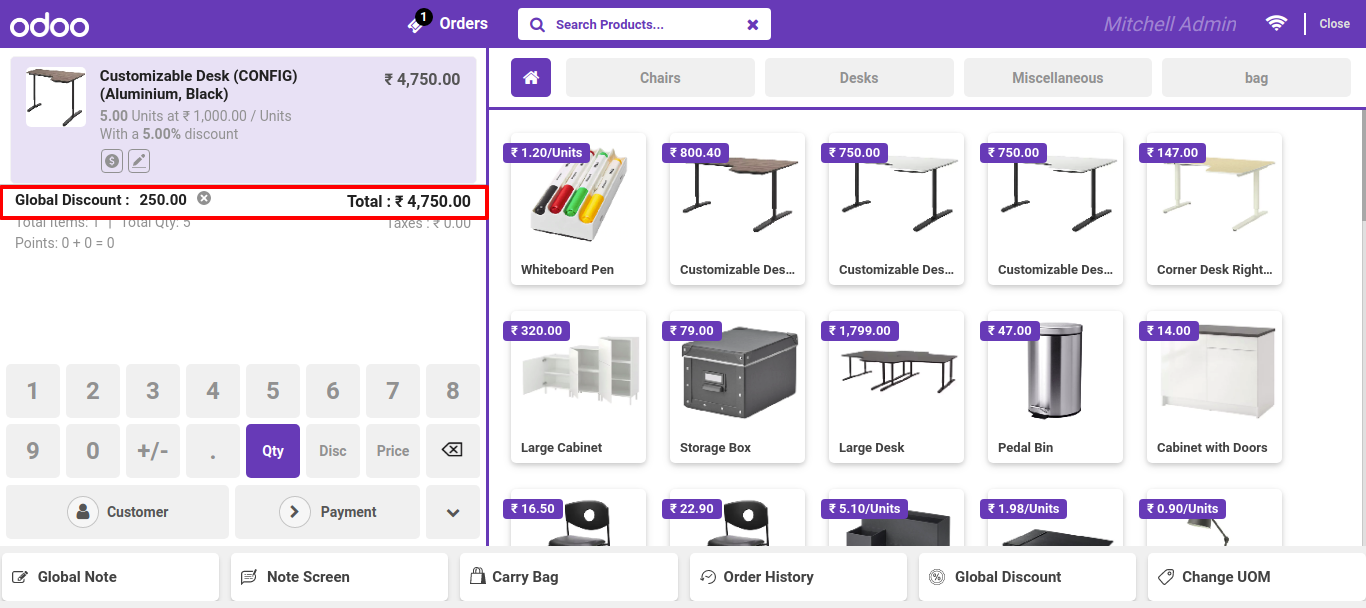 odoo
1
Orders
Search Products...
Mitchell Admin
Close
Customizable Desk (CONFIG) (Aluminium, Black)
₹ 4,750.00
5.00 Units at ₹ 1,000.00 / Units
With a 5.00% discount
Global Discount : 250.00
Total : ₹ 4,750.00
Total Items: 1 | Total Qty: 5
Taxes : ₹ 0.00
Points: 0 + 0 = 0
1 2 3 4 5 6 7 8
9 0 +/- . Qty Disc Price
Customer
Payment
Chairs
Desks
Miscellaneous
bag
₹ 1.20/Units
Whiteboard Pen
₹ 800.40
Customizable Des...
₹ 750.00
Customizable Des...
₹ 750.00
Customizable Des...
₹ 147.00
Corner Desk Right...
₹ 320.00
Large Cabinet
₹ 79.00
Storage Box
₹ 1,799.00
Large Desk
₹ 47.00
Pedal Bin
₹ 14.00
Cabinet with Doors
₹ 16.50
₹ 22.90
₹ 5.10/Units
₹ 1.98/Units
₹ 0.90/Units
Global Note
Note Screen
Carry Bag
Order History
Global Discount
Change UOM